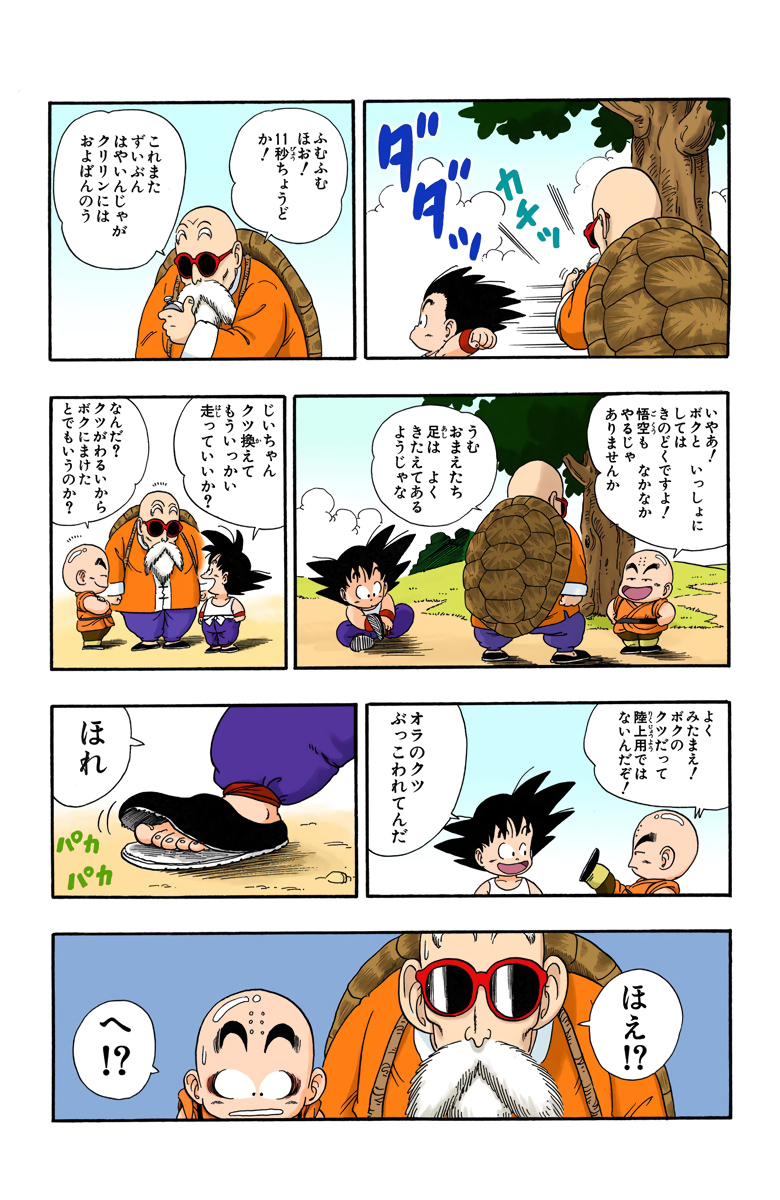 ダダダッ
カチッ
ふむふむ
ほお！
11秒ちょうど
か！
これまた
ずいぶん
はやいんじゃが
クリリンには
およばんのう
いやあ！
ボクと いっしょに
しては
きのどくですよ！
悟空も なかなか
やるじゃ
ありませんか
うむ
おまえたち
足は よく
きたえてある
ようじゃな
じいちゃん
クツ換えて
もういっかい
走っていいか？
なんだ？
クツがわるいから
ボクにまけた
とでもいうのか？
よく
みたまえ！
ボクの
クツだって
陸上用では
ないんだぞ！
オラのクツ
ぶっこわれてんだ
ほれ
パカ
パカ
ほえ!?
へ!?